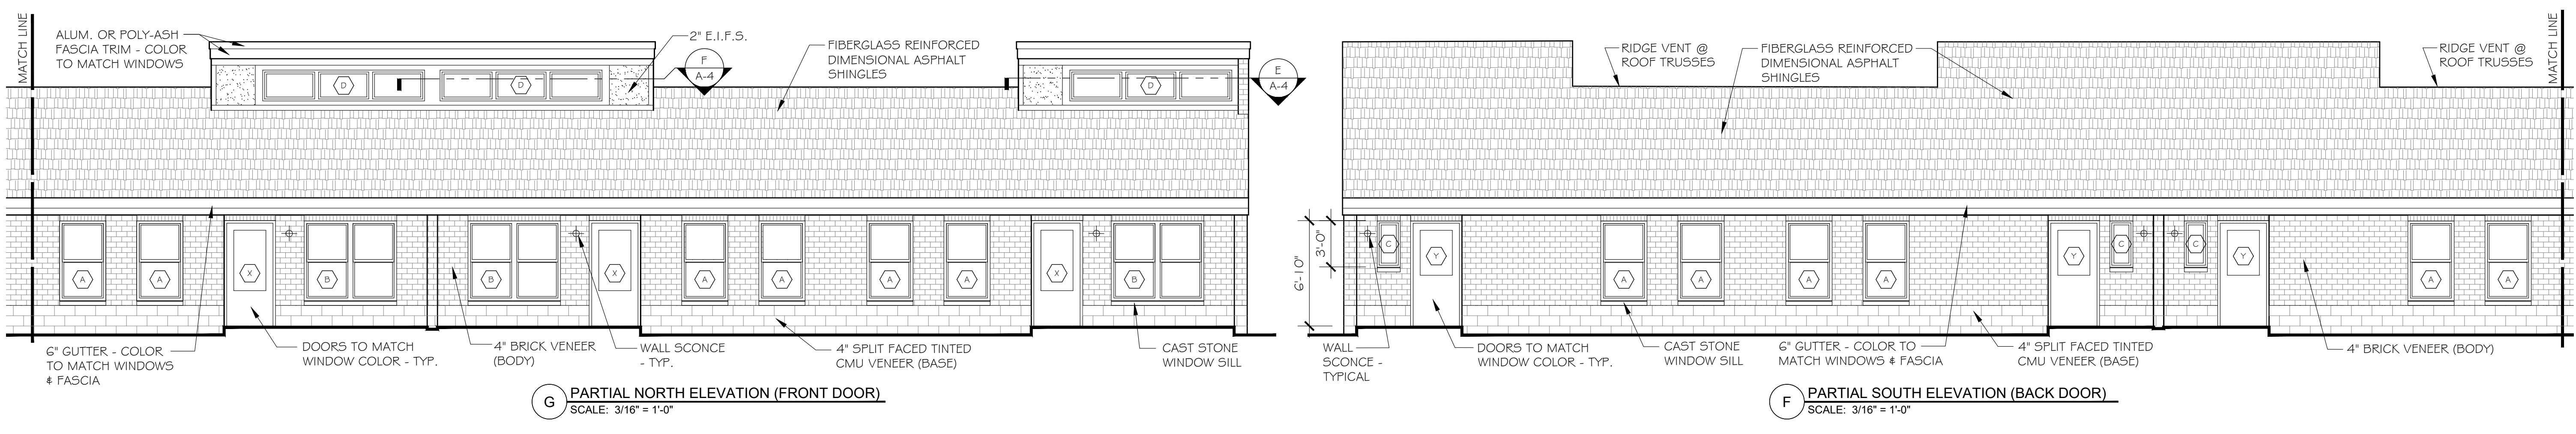 MATCH LINE
ALUM. OR POLY-ASH
FASCIA TRIM - COLOR
TO MATCH WINDOWS
2" E.I.F.S.
F
A-4
FIBERGLASS REINFORCED
DIMENSIONAL ASPHALT
SHINGLES
E
A-4
D
D
D
A
A
X
B
B
X
A
A
A
A
X
B
6" GUTTER - COLOR
TO MATCH WINDOWS
& FASCIA
DOORS TO MATCH
WINDOW COLOR - TYP.
4" BRICK VENEER
(BODY)
WALL SCONCE
- TYP.
4" SPLIT FACED TINTED
CMU VENEER (BASE)
CAST STONE
WINDOW SILL
G
PARTIAL NORTH ELEVATION (FRONT DOOR)
SCALE: 3/16" = 1'-0"
RIDGE VENT @
ROOF TRUSSES
FIBERGLASS REINFORCED
DIMENSIONAL ASPHALT
SHINGLES
RIDGE VENT @
ROOF TRUSSES
MATCH LINE
6'-10"
3'-0"
C
Y
A
A
A
A
Y
C
C
Y
A
A
WALL
SCONCE -
TYPICAL
DOORS TO MATCH
WINDOW COLOR - TYP.
CAST STONE
WINDOW SILL
6" GUTTER - COLOR TO
MATCH WINDOWS & FASCIA
4" SPLIT FACED TINTED
CMU VENEER (BASE)
4" BRICK VENEER (BODY)
F
PARTIAL SOUTH ELEVATION (BACK DOOR)
SCALE: 3/16" = 1'-0"